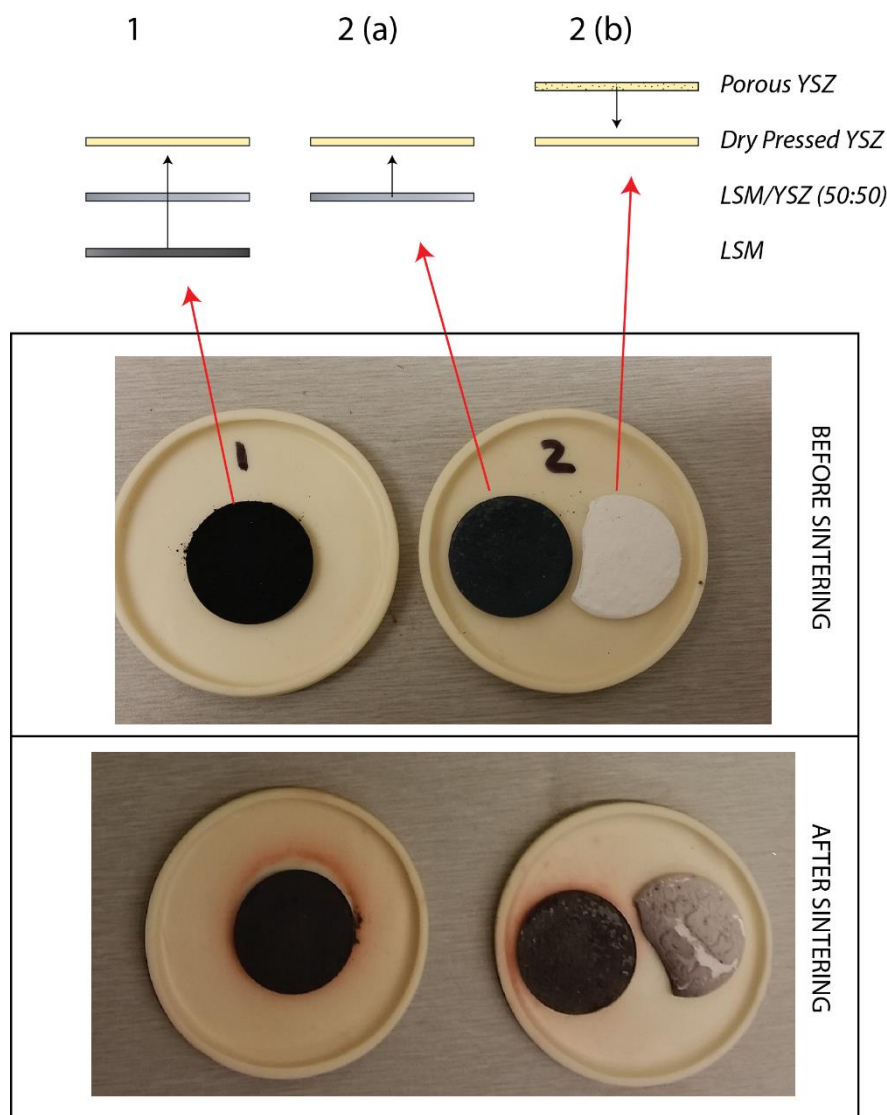 1
2 (a)
2 (b)
Porous YSZ
Dry Pressed YSZ
LSM/YSZ (50:50)
LSM
1
2
BEFORE SINTERING
AFTER SINTERING